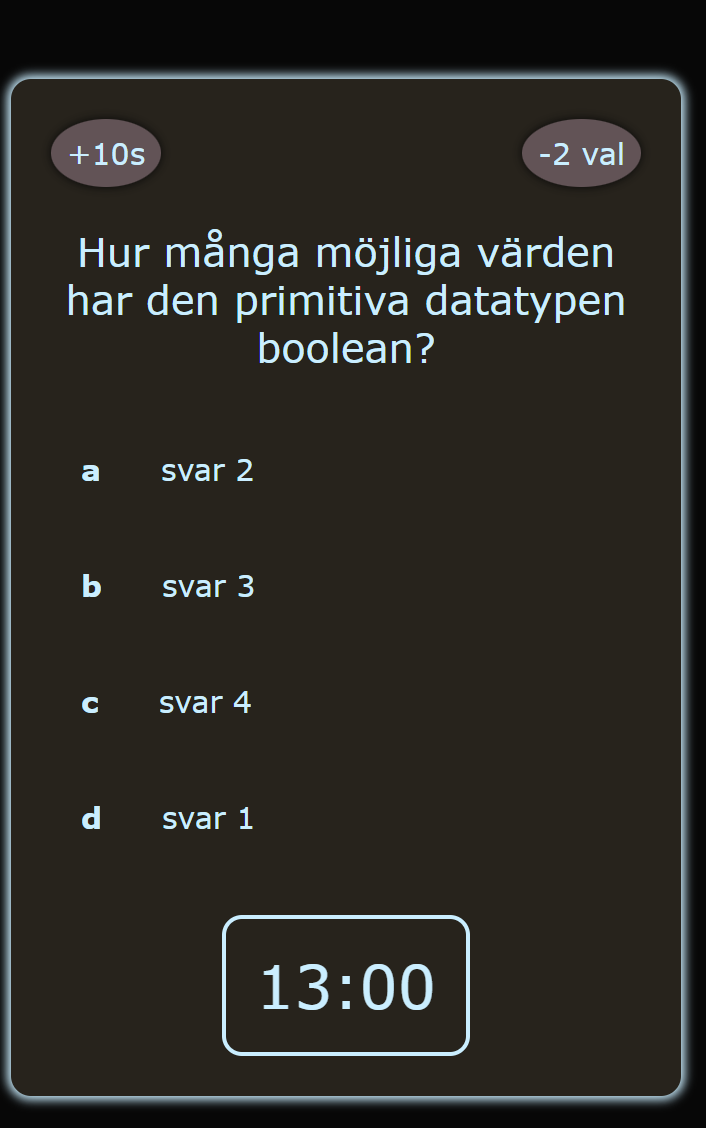 +10s -2 val
Hur många möjliga värden
har den primitiva datatypen
boolean?
a svar 2
b svar 3
c svar 4
d svar 1
13:00